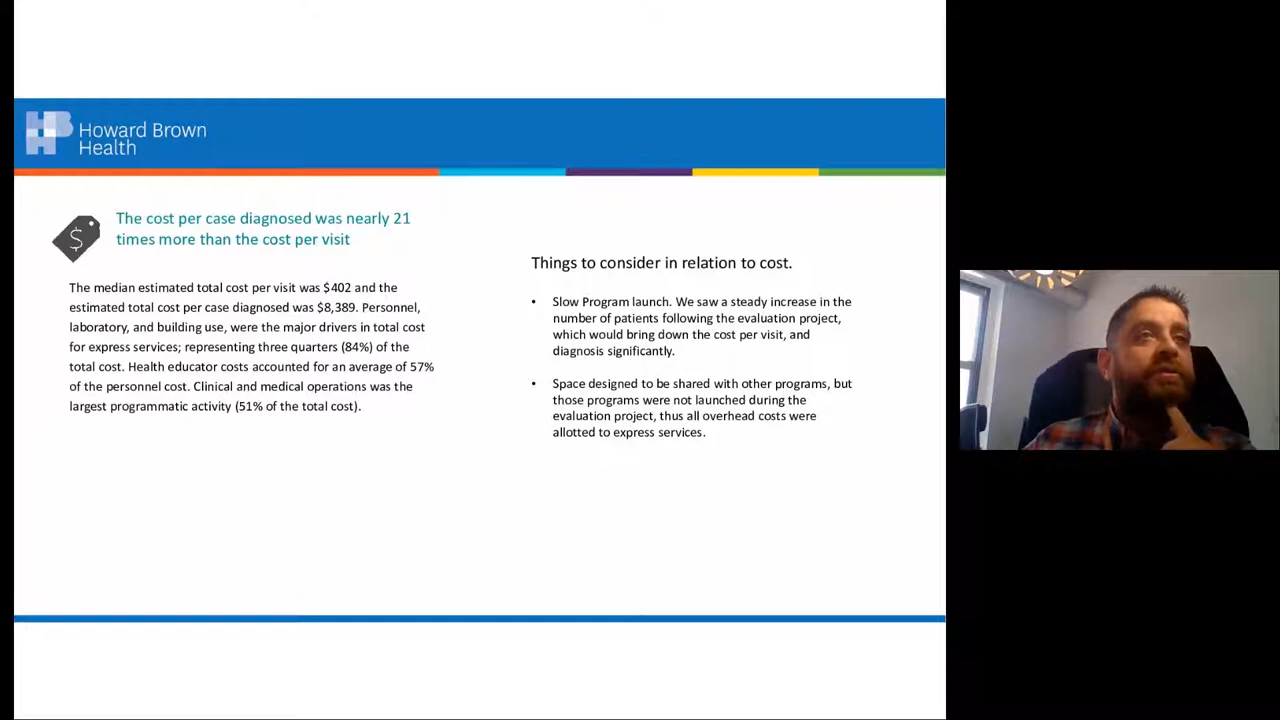 Howard Brown
Health
The cost per case diagnosed was nearly 21
times more than the cost per visit
The median estimated total cost per visit was $402 and the
estimated total cost per case diagnosed was $8,389. Personnel,
laboratory, and building use, were the major drivers in total cost
for express services; representing three quarters (84%) of the
total cost. Health educator costs accounted for an average of 57%
of the personnel cost. Clinical and medical operations was the
largest programmatic activity (51% of the total cost).
Things to consider in relation to cost.
• Slow Program launch. We saw a steady increase in the
number of patients following the evaluation project,
which would bring down the cost per visit, and
diagnosis significantly.
• Space designed to be shared with other programs, but
those programs were not launched during the
evaluation project, thus all overhead costs were
allotted to express services.